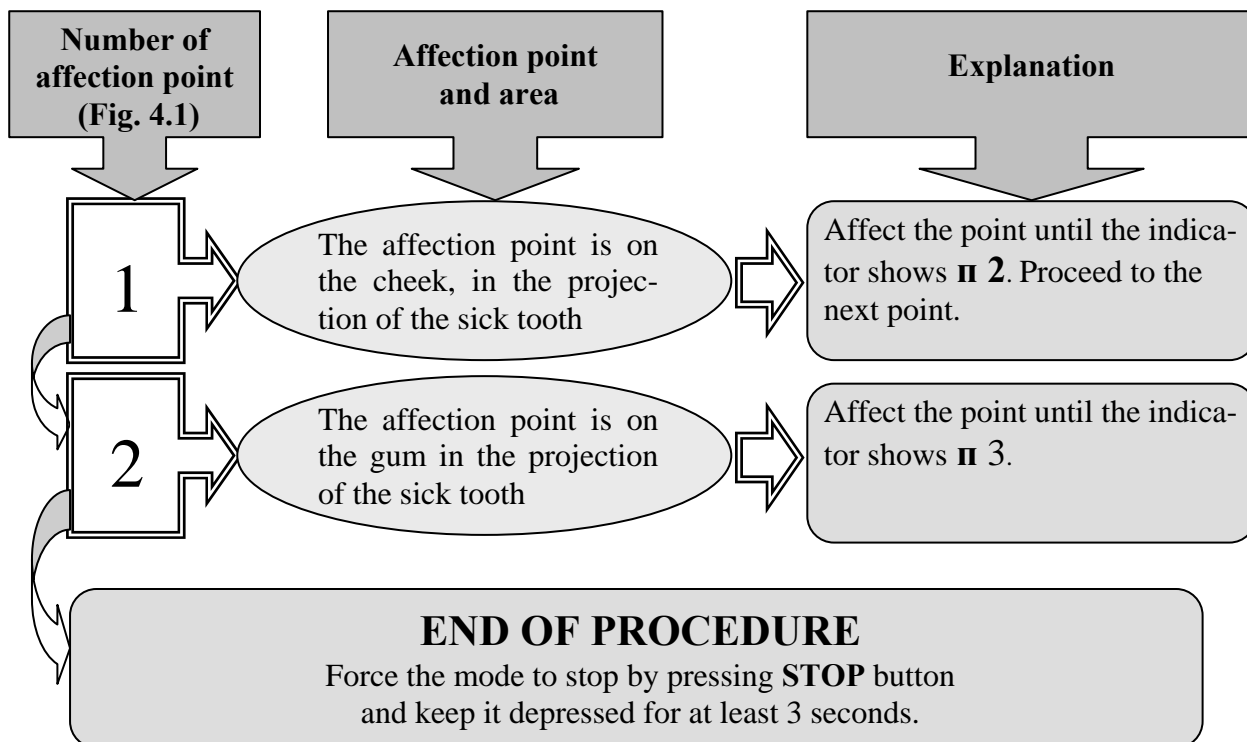 Number of
affection point
(Fig. 4.1)
Affection point
and area
Explanation
1
The affection point is on
the cheek, in the projec-
tion of the sick tooth
Affect the point until the indica-
tor shows п 2. Proceed to the
next point.
2
The affection point is on
the gum in the projection
of the sick tooth
Affect the point until the indica-
tor shows п 3.
END OF PROCEDURE
Force the mode to stop by pressing STOP button
and keep it depressed for at least 3 seconds.